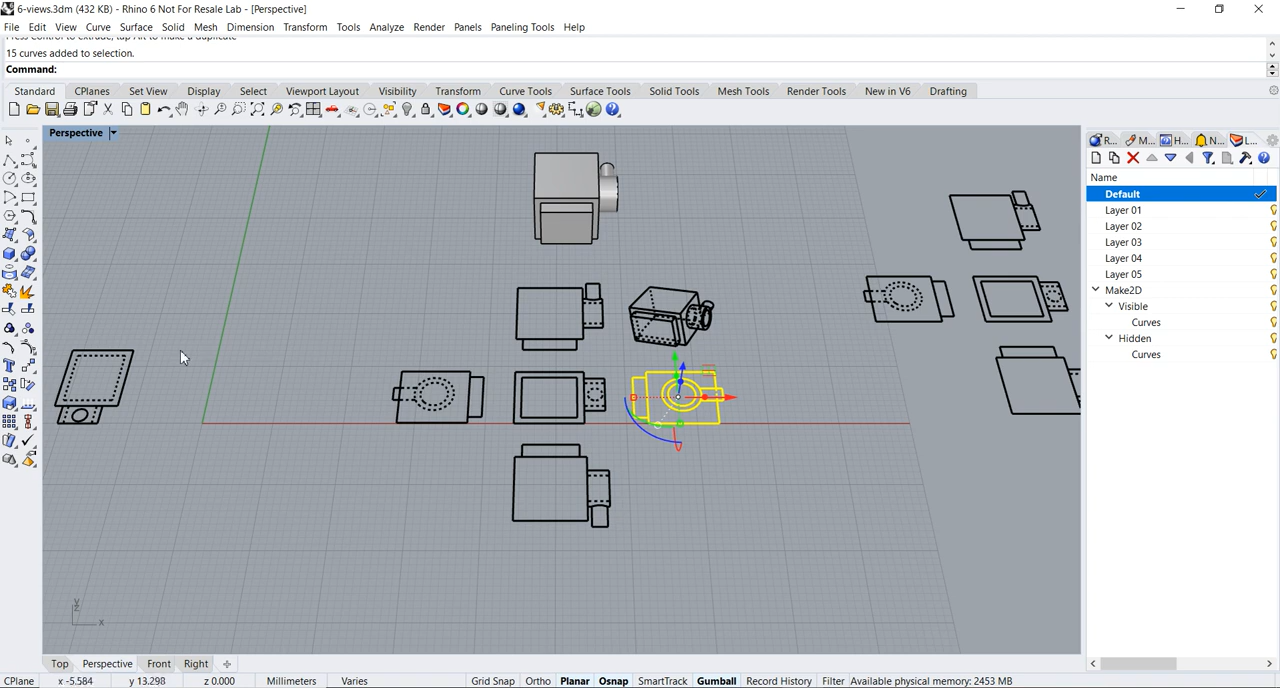 6-views.3dm (432 KB) - Rhino 6 Not For Resale Lab - [Perspective]
File Edit View Curve Surface Solid Mesh Dimension Transform Tools Analyze Render Panels Paneling Tools Help
15 curves added to selection.
Command:
Standard CPlanes Set View Display Select Viewport Layout Visibility Transform Curve Tools Surface Tools Solid Tools Mesh Tools Render Tools New in V6 Drafting
Perspective
R... M... H... N... L...
Name
Default
Layer 01
Layer 02
Layer 03
Layer 04
Layer 05
Make2D
Visible
Curves
Hidden
Curves
y
z
x
Top Perspective Front Right
CPlane x -5.584 y 13.298 z 0.000 Millimeters Varies Grid Snap Ortho Planar Osnap SmartTrack Gumball Record History Filter Available physical memory: 2453 MB